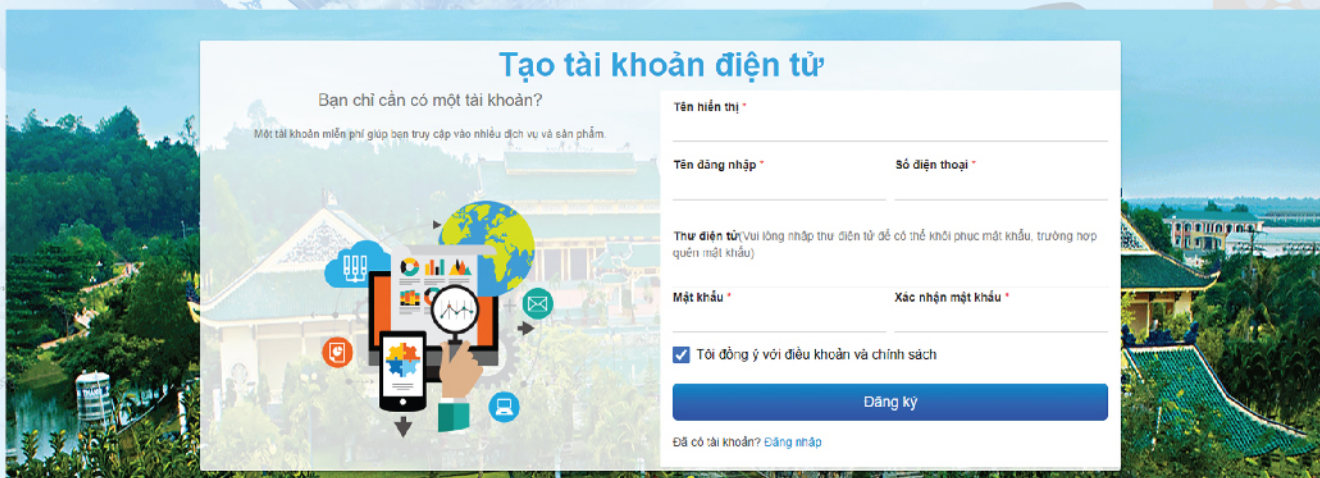 Tạo tài khoản điện tử
Bạn chỉ cần có một tài khoản?
Một tài khoản miễn phí giúp bạn truy cập vào nhiều dịch vụ và sản phẩm.
Tên hiển thị *
Tên đăng nhập *
Số điện thoại *
Thư điện tử(Vui lòng nhập thư điện tử để có thể khôi phục mật khẩu, trường hợp
quên mật khẩu)
Mật khẩu *
Xác nhận mật khẩu *
Tôi đồng ý với điều khoản và chính sách
Đăng ký
Đã có tài khoản? Đăng nhập